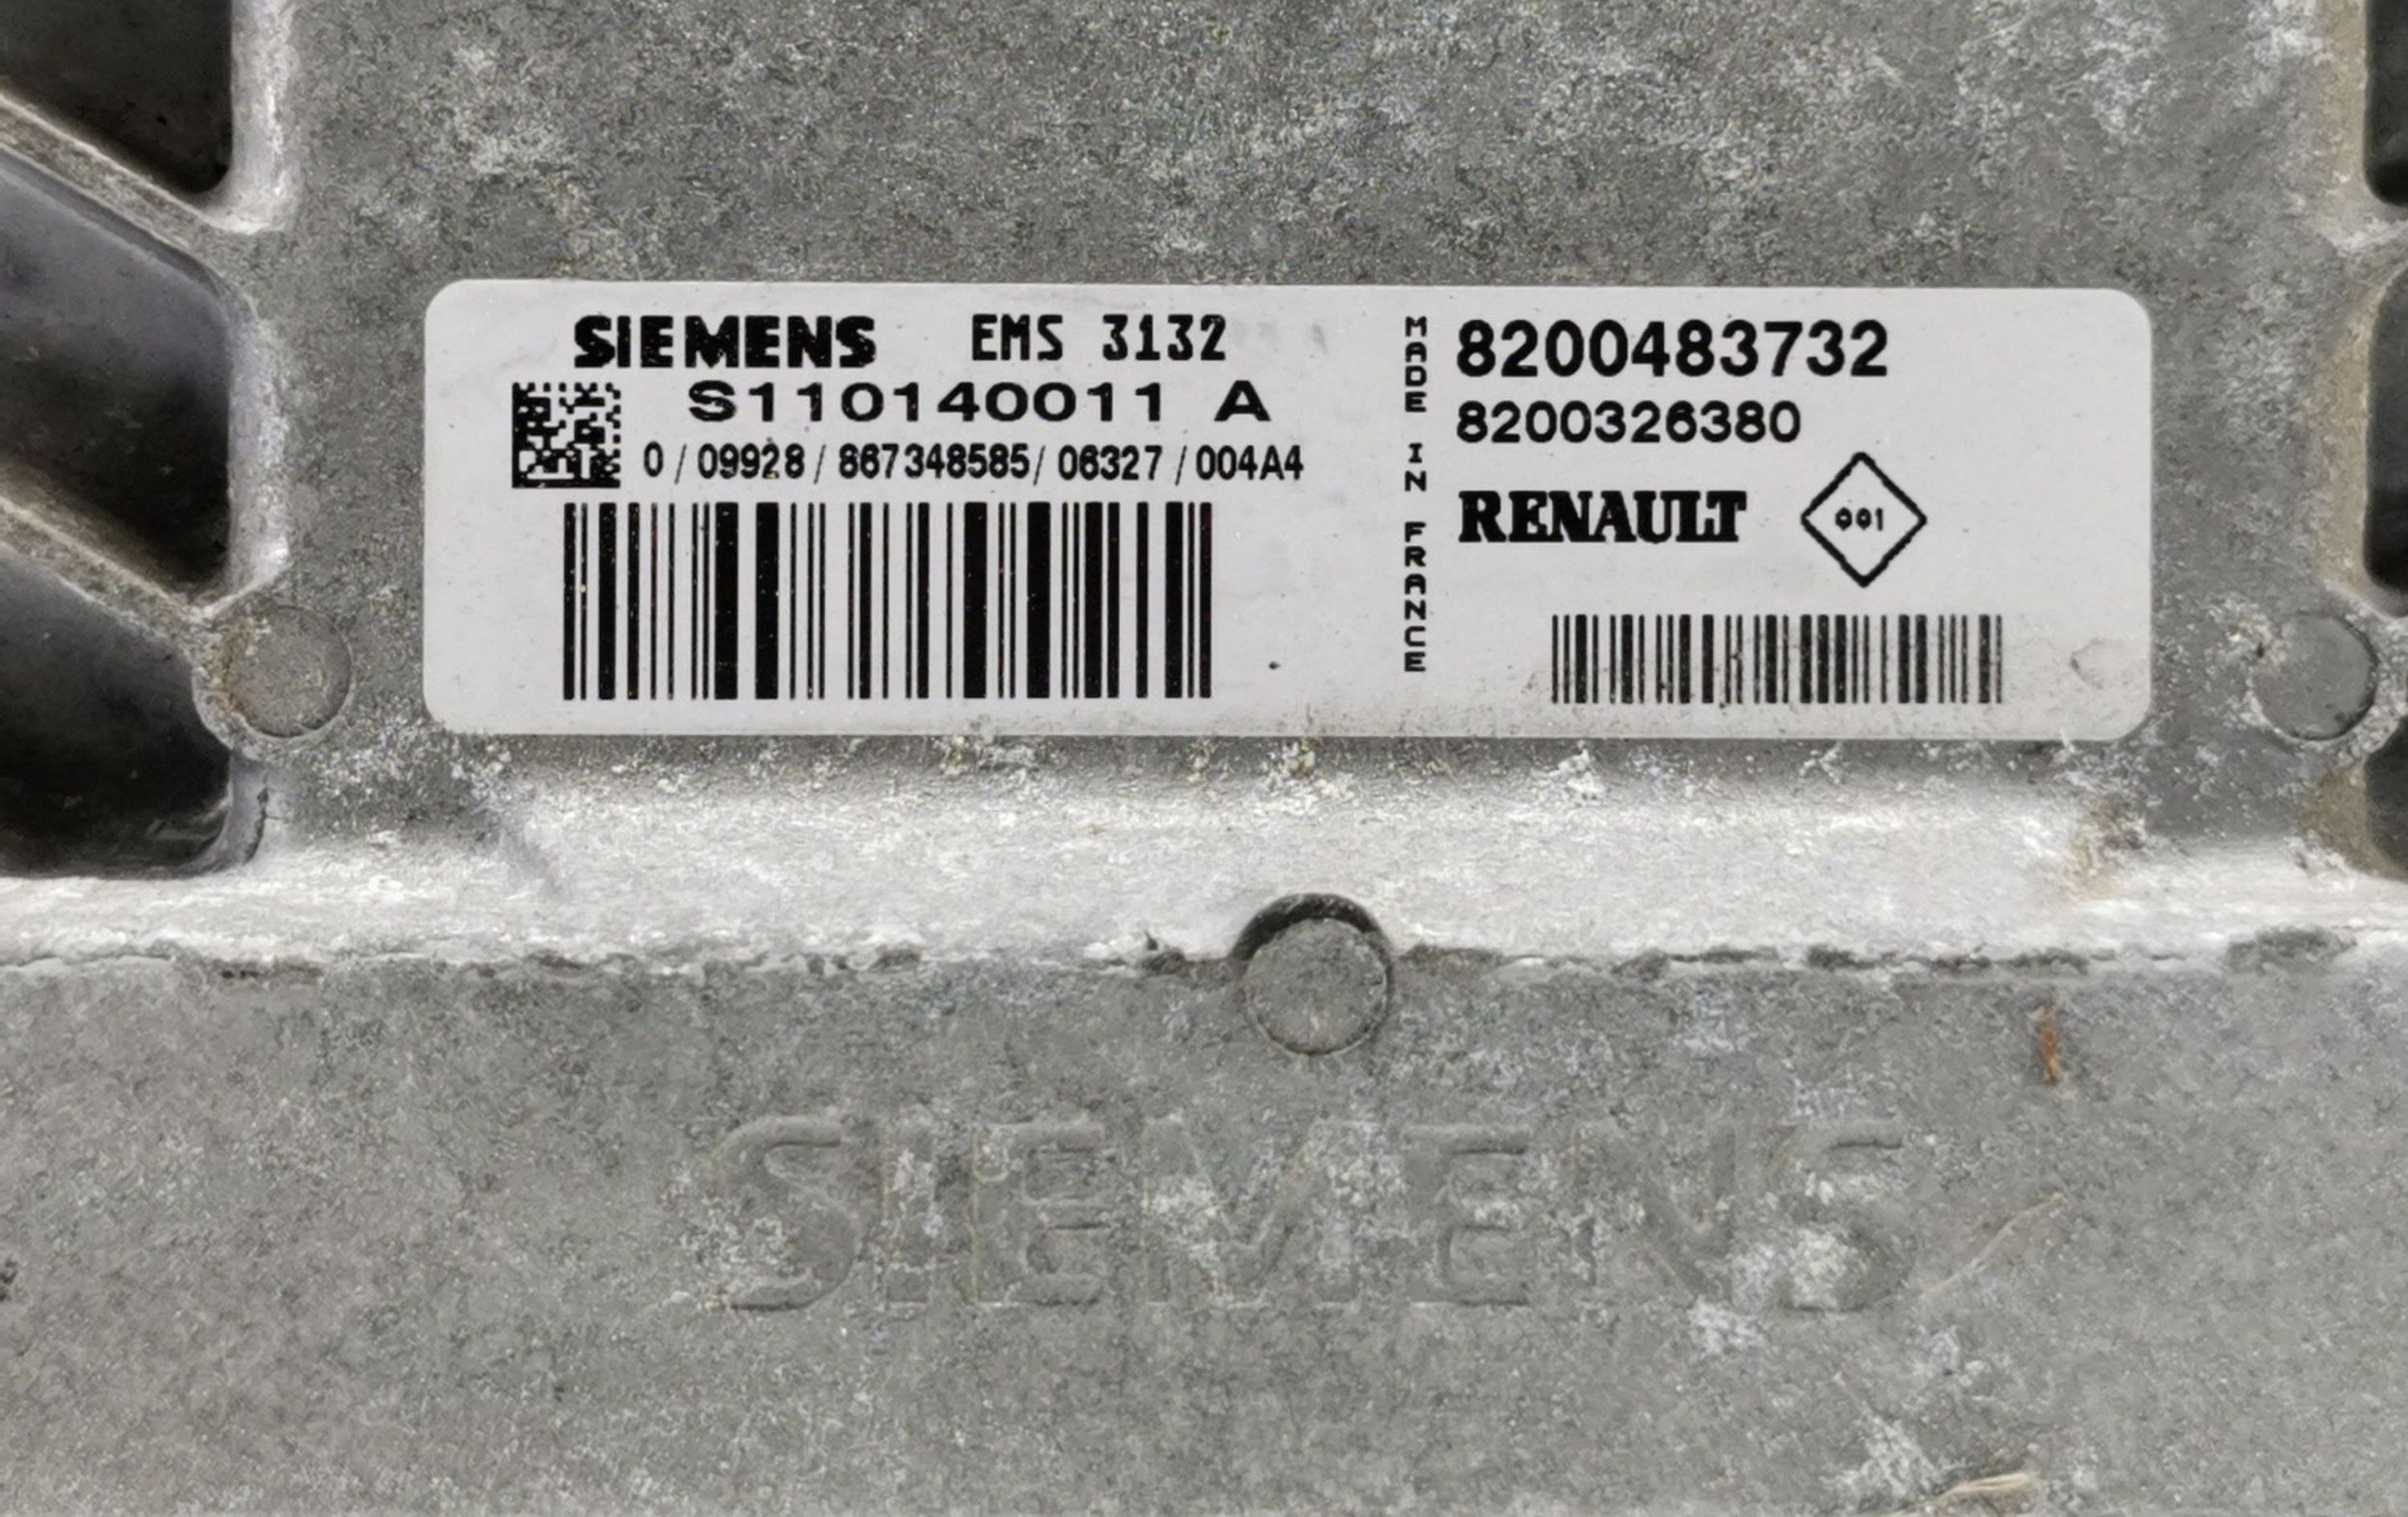 SIEMENS EMS 3132
S110140011 A
0 / 09928 / 867348585 / 06327 / 004A4
MADE IN FRANCE
8200483732
8200326380
RENAULT 001
SIEMENS